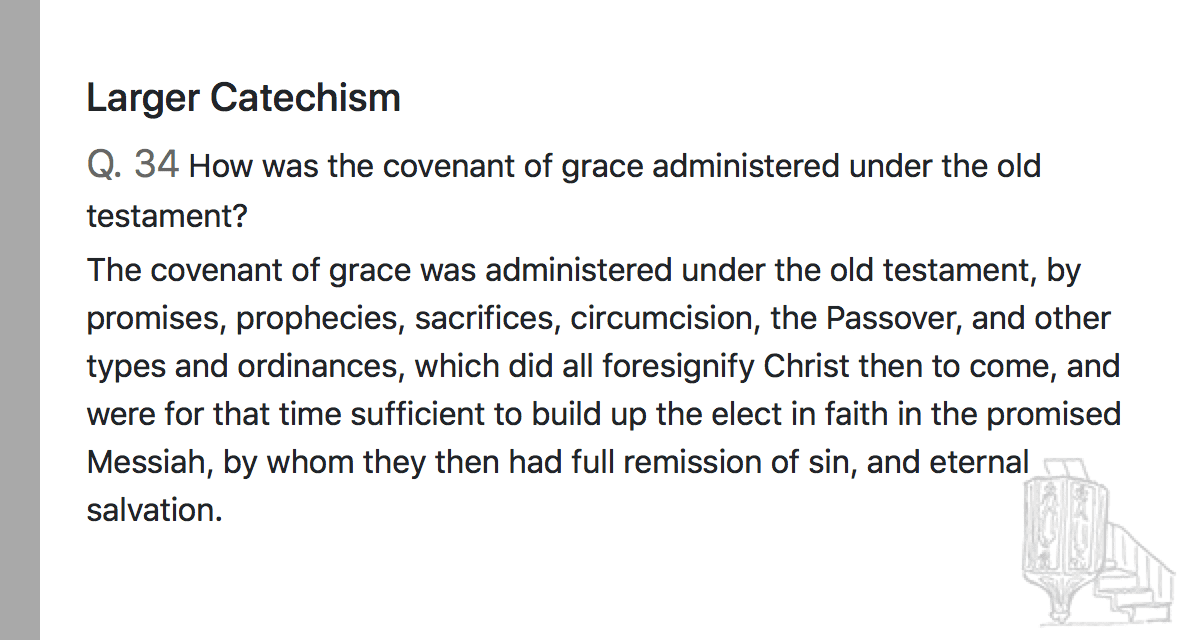 Larger Catechism
Q. 34 How was the covenant of grace administered under the old
testament?
The covenant of grace was administered under the old testament, by
promises, prophecies, sacrifices, circumcision, the Passover, and other
types and ordinances, which did all foresignify Christ then to come, and
were for that time sufficient to build up the elect in faith in the promised
Messiah, by whom they then had full remission of sin, and eternal
salvation.